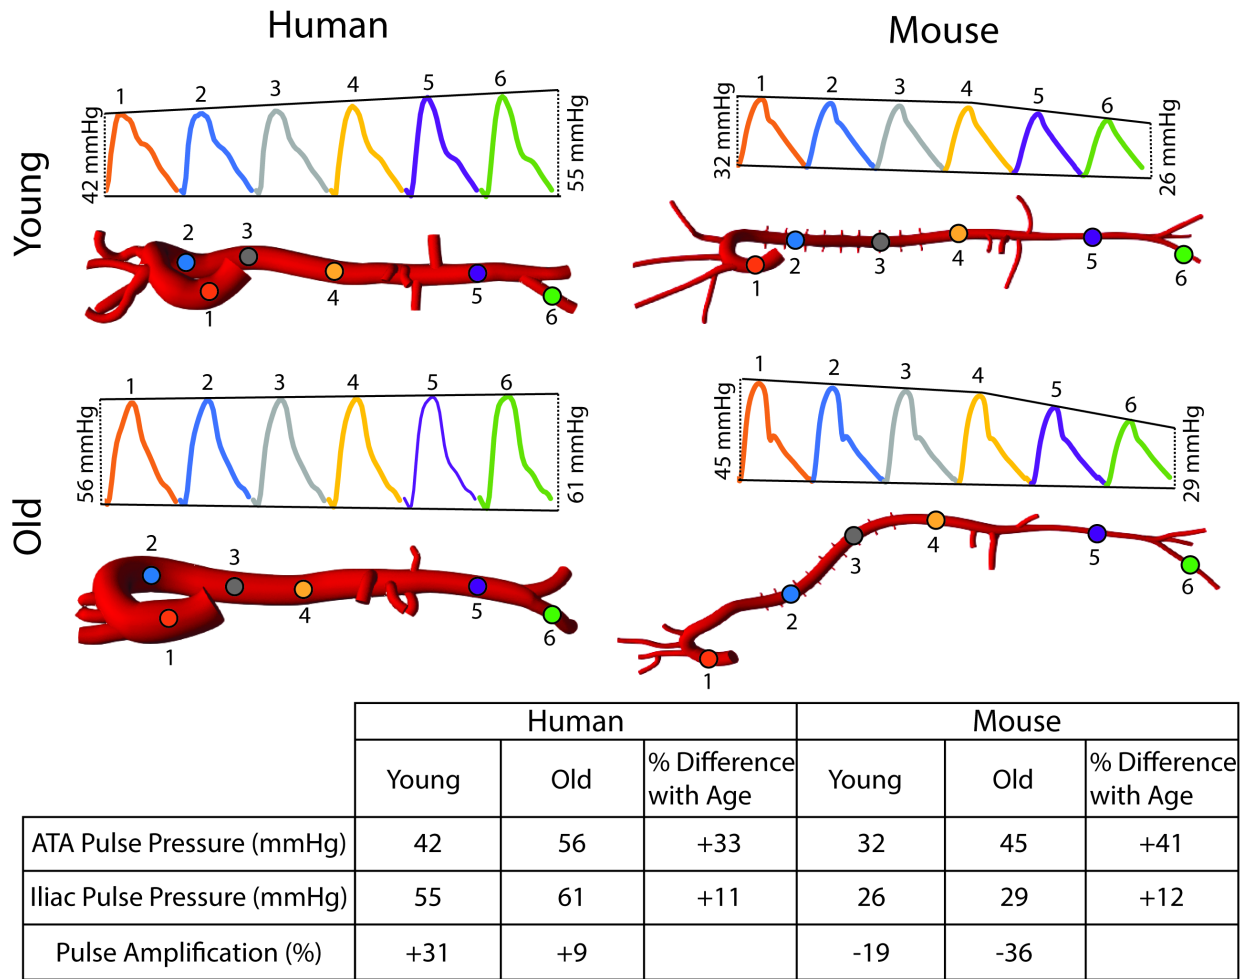 Human
Mouse
Young
42 mmHg
1 2 3 4 5 6
55 mmHg
32 mmHg
1 2 3 4 5 6
26 mmHg
2 3
1 4 5 6
1 2 3 4 5 6
Old
56 mmHg
1 2 3 4 5 6
61 mmHg
45 mmHg
1 2 3 4 5 6
29 mmHg
2 3
1 4 5 6
1 2 3 4 5 6
Human Mouse
Young Old % Difference with Age Young Old % Difference with Age
ATA Pulse Pressure (mmHg) 42 56 +33 32 45 +41
Iliac Pulse Pressure (mmHg) 55 61 +11 26 29 +12
Pulse Amplification (%) +31 +9 -19 -36